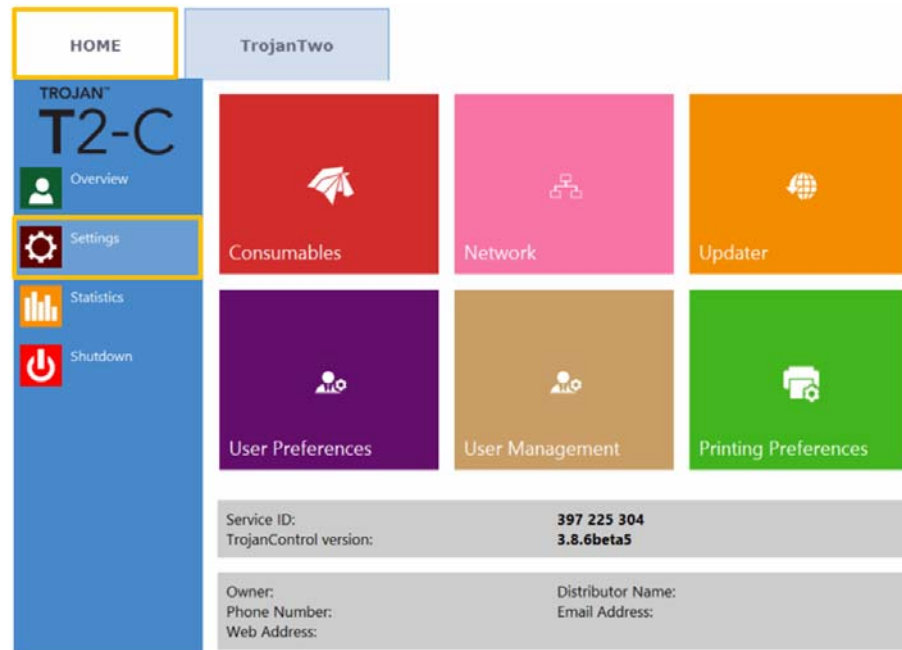 HOME
TrojanTwo
TROJAN™
T2-C
Overview
Settings
Statistics
Shutdown
Consumables
Network
Updater
User Preferences
User Management
Printing Preferences
Service ID: 397 225 304
TrojanControl version: 3.8.6beta5
Owner: Distributor Name:
Phone Number: Email Address:
Web Address: